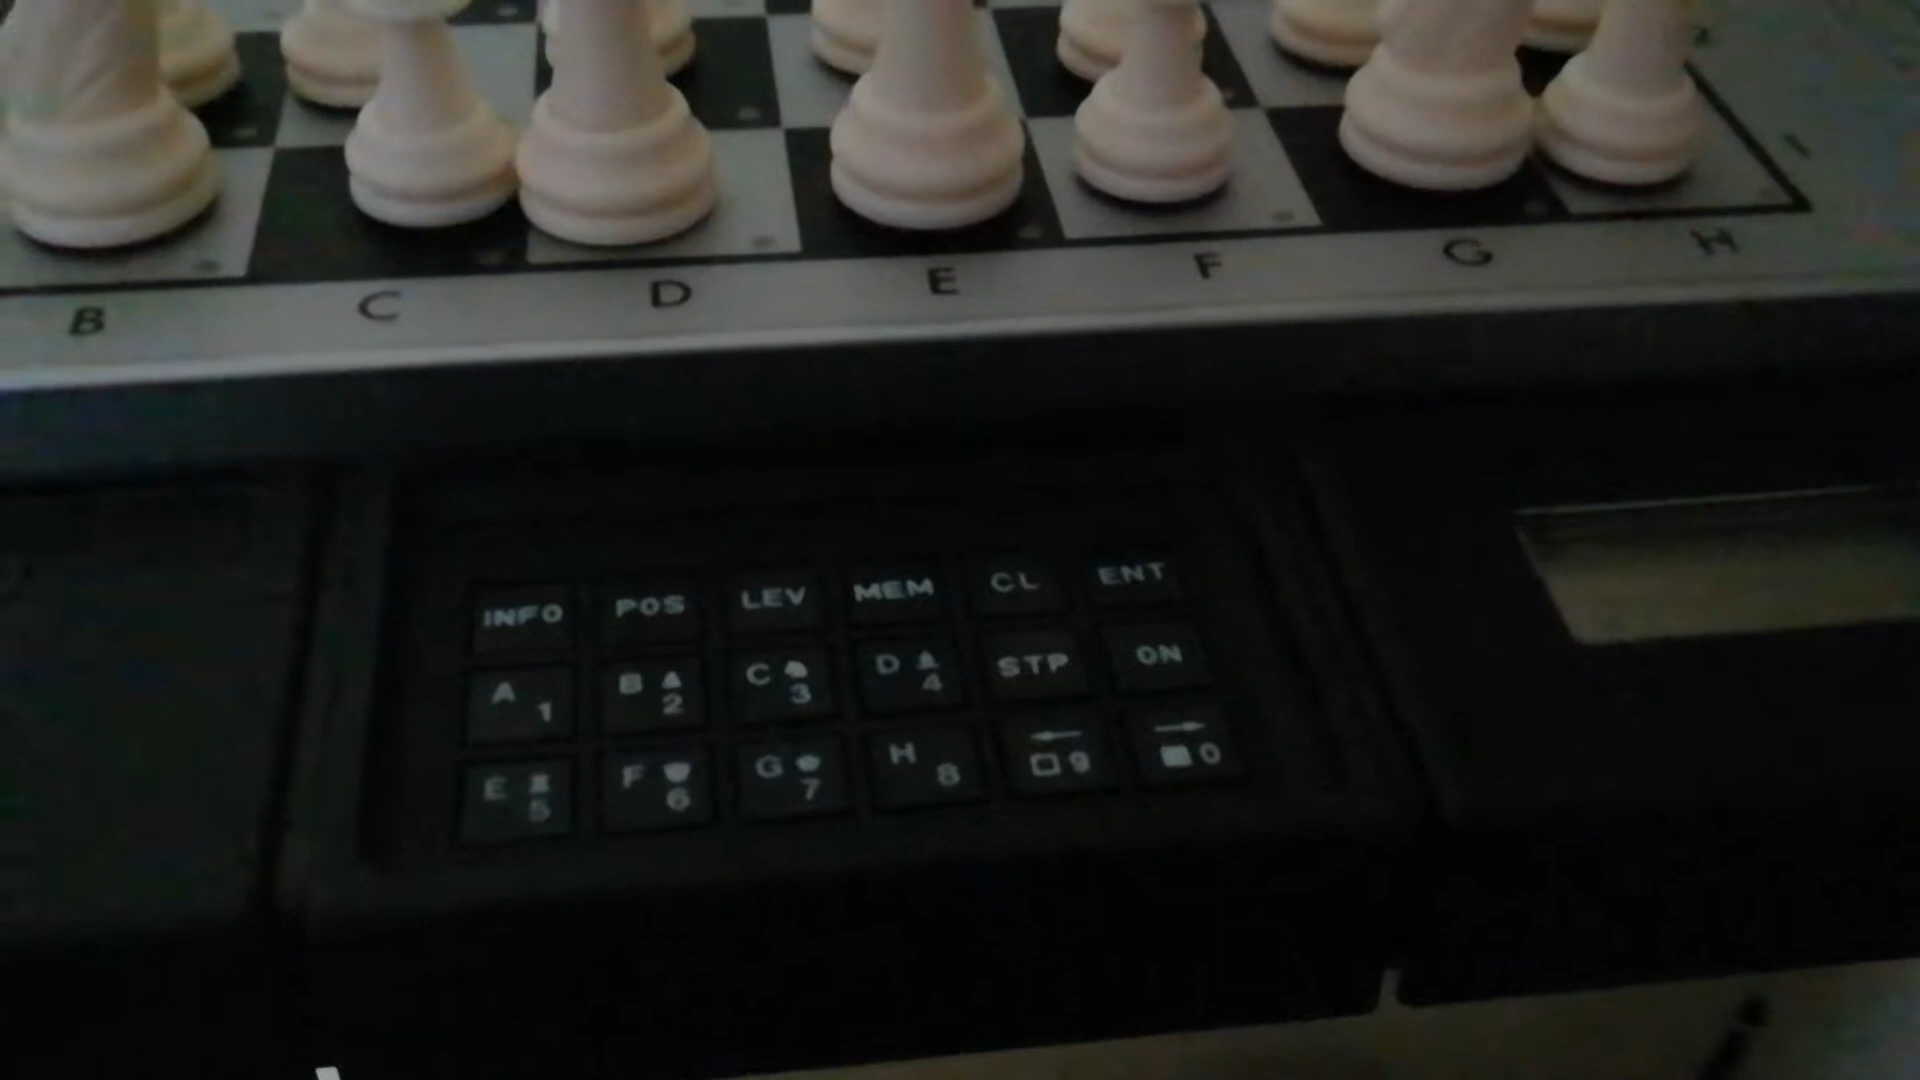 2
1
B C D E F G H
INFO POS LEV MEM CL ENT
A 1 B 2 C 3 D 4 STP ON
E 5 F 6 G 7 H 8 9 0